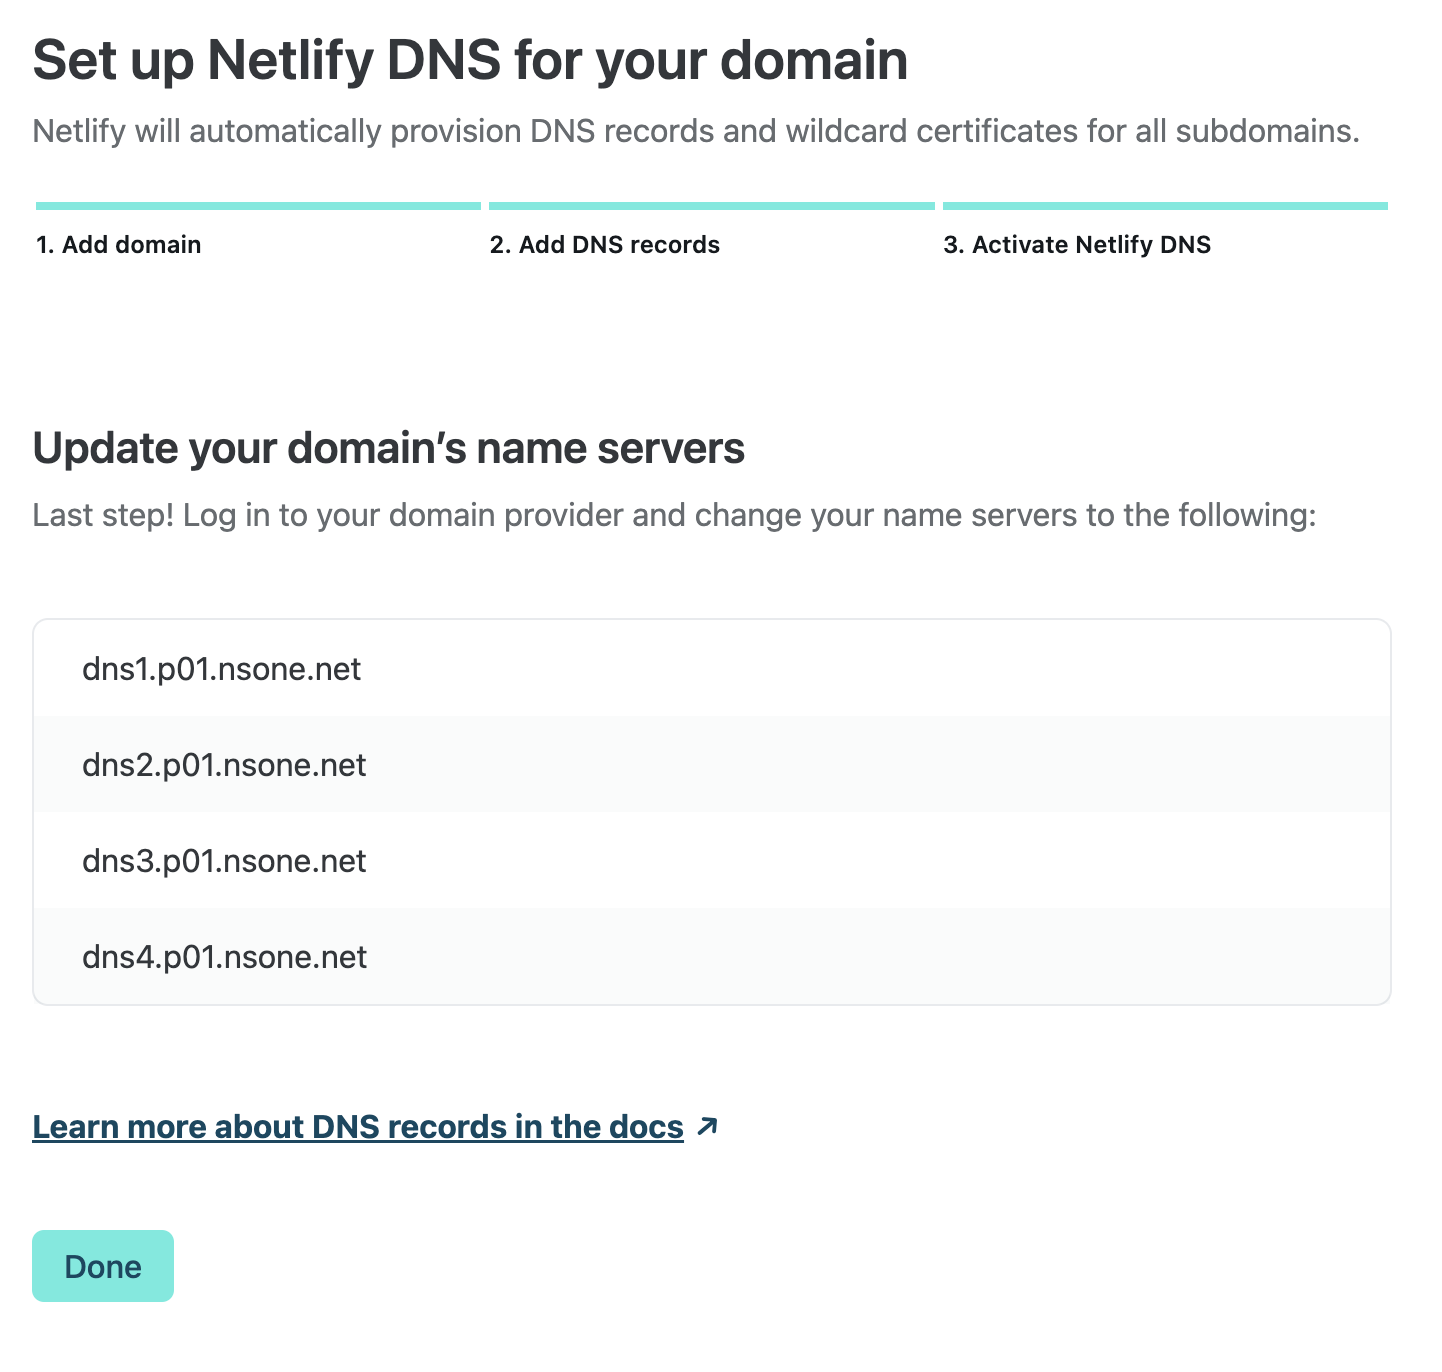 Set up Netlify DNS for your domain
Netlify will automatically provision DNS records and wildcard certificates for all subdomains.
1. Add domain
2. Add DNS records
3. Activate Netlify DNS
Update your domain’s name servers
Last step! Log in to your domain provider and change your name servers to the following:
dns1.p01.nsone.net
dns2.p01.nsone.net
dns3.p01.nsone.net
dns4.p01.nsone.net
Learn more about DNS records in the docs ↗
Done